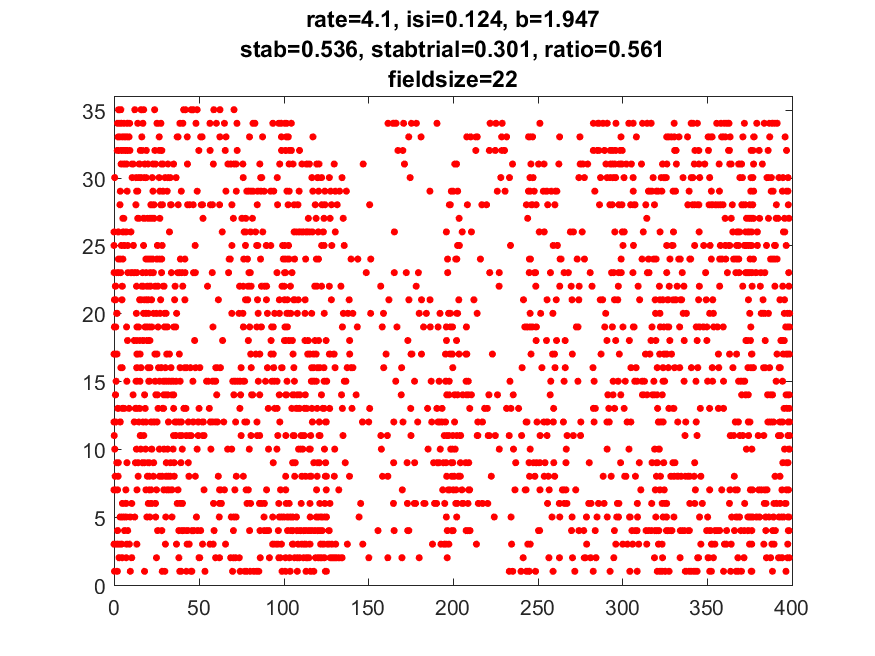 rate=4.1, isi=0.124, b=1.947
stab=0.536, stabtrial=0.301, ratio=0.561
fieldsize=22
35
30
25
20
15
10
5
0
0 50 100 150 200 250 300 350 400